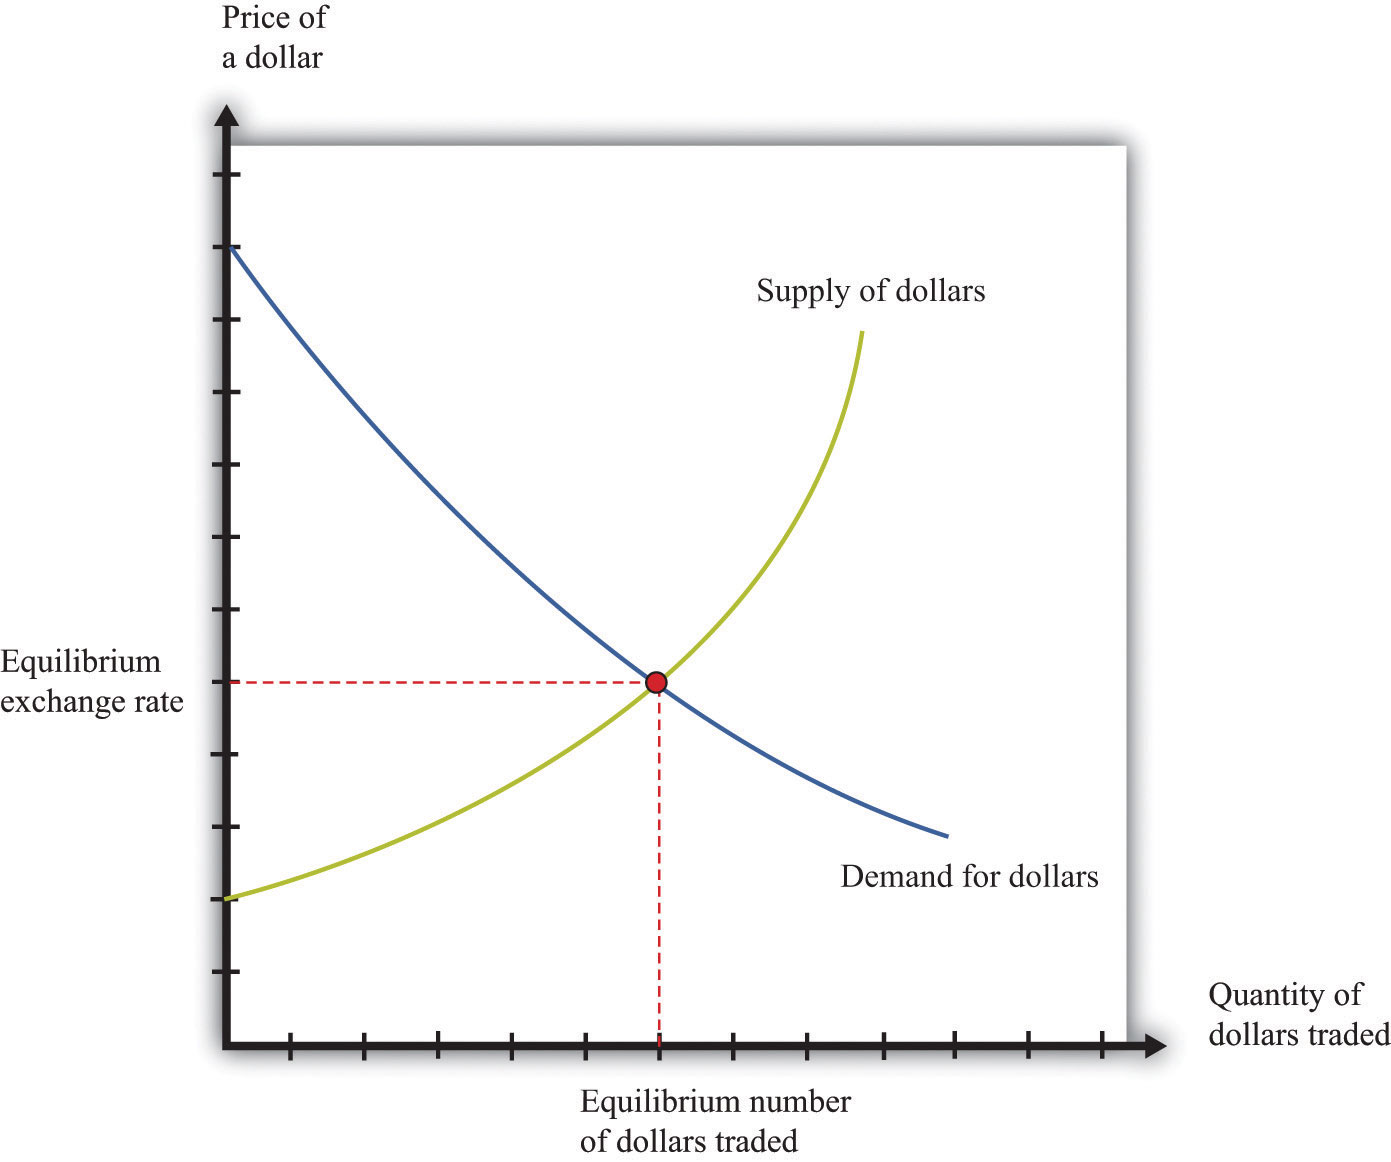 Price of
a dollar
Supply of dollars
Equilibrium
exchange rate
Demand for dollars
Quantity of
dollars traded
Equilibrium number
of dollars traded